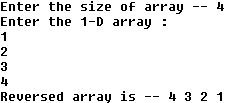 Enter the size of array -- 4
Enter the 1-D array :
1
2
3
4
Reversed array is -- 4 3 2 1